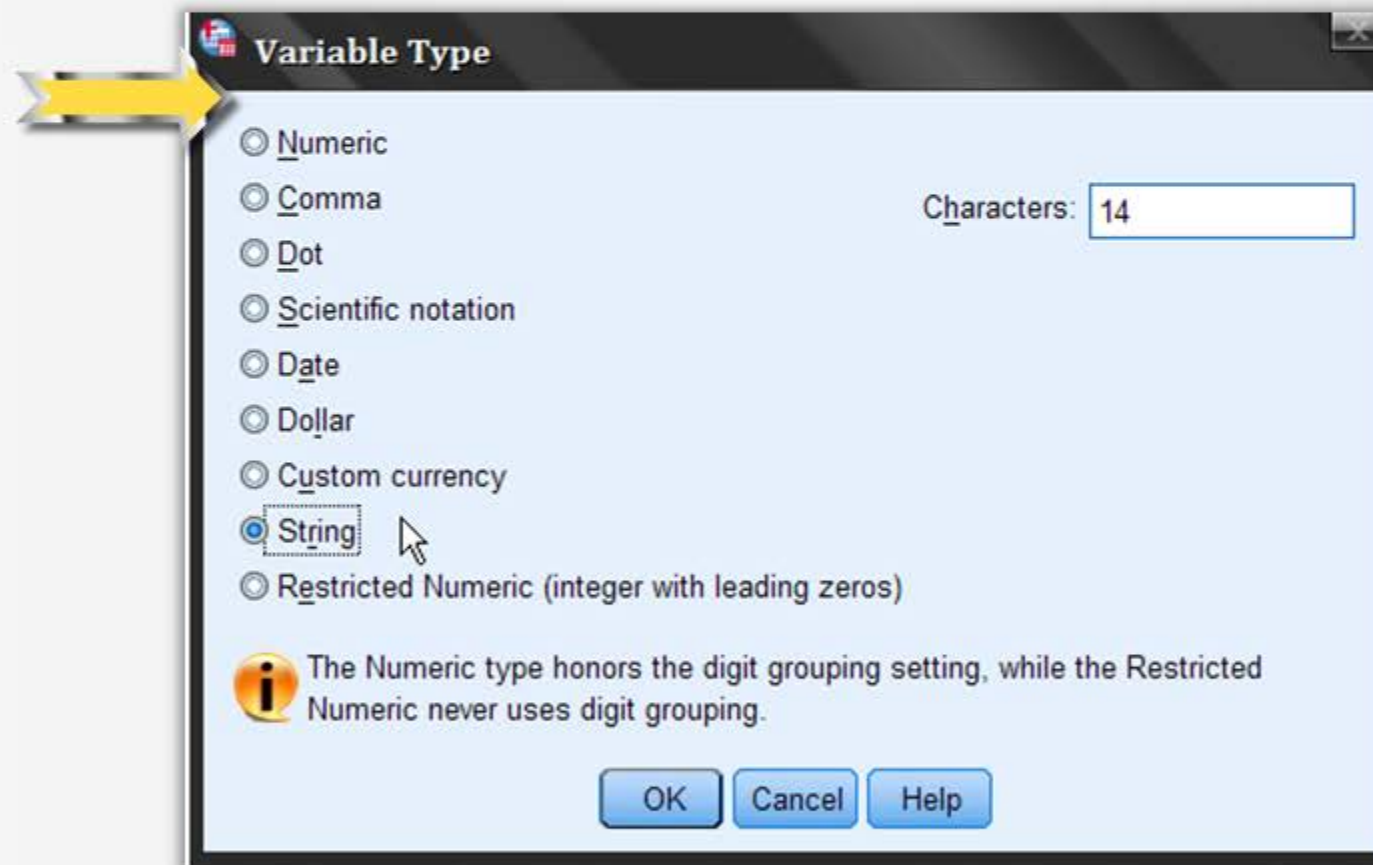 Variable Type
Numeric
Comma
Characters: 14
Dot
Scientific notation
Date
Dollar
Custom currency
String
Restricted Numeric (integer with leading zeros)
The Numeric type honors the digit grouping setting, while the Restricted
Numeric never uses digit grouping.
OK Cancel Help